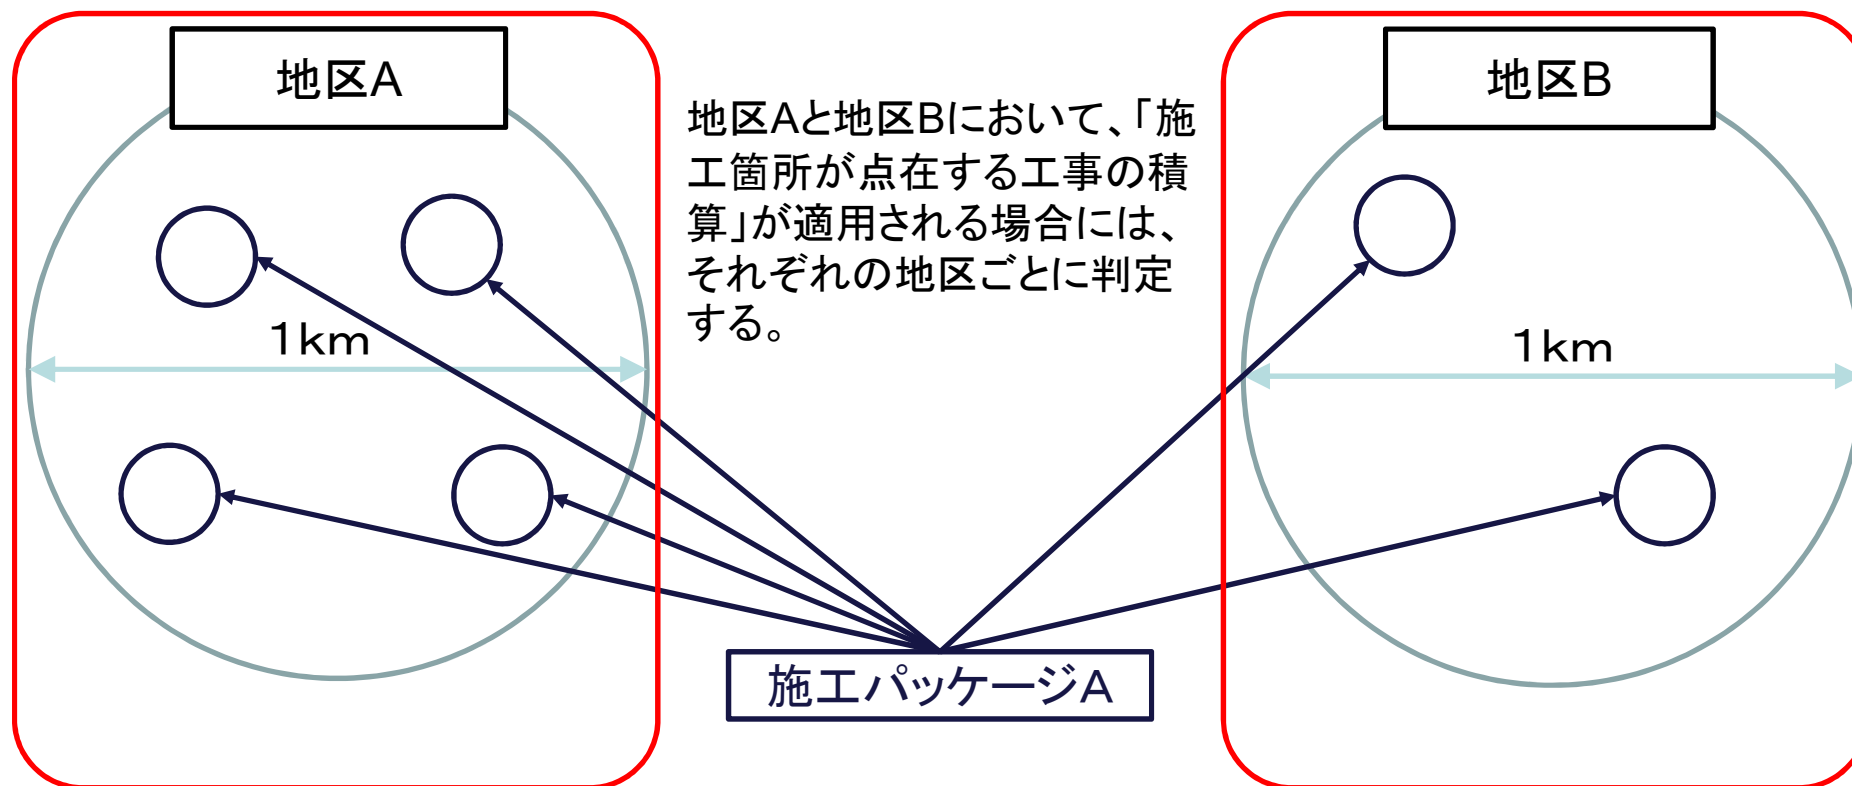 地区A
地区B
地区Aと地区Bにおいて、「施
工箇所が点在する工事の積
算」が適用される場合には、
それぞれの地区ごとに判定
する。
1km
1km
施工パッケージA